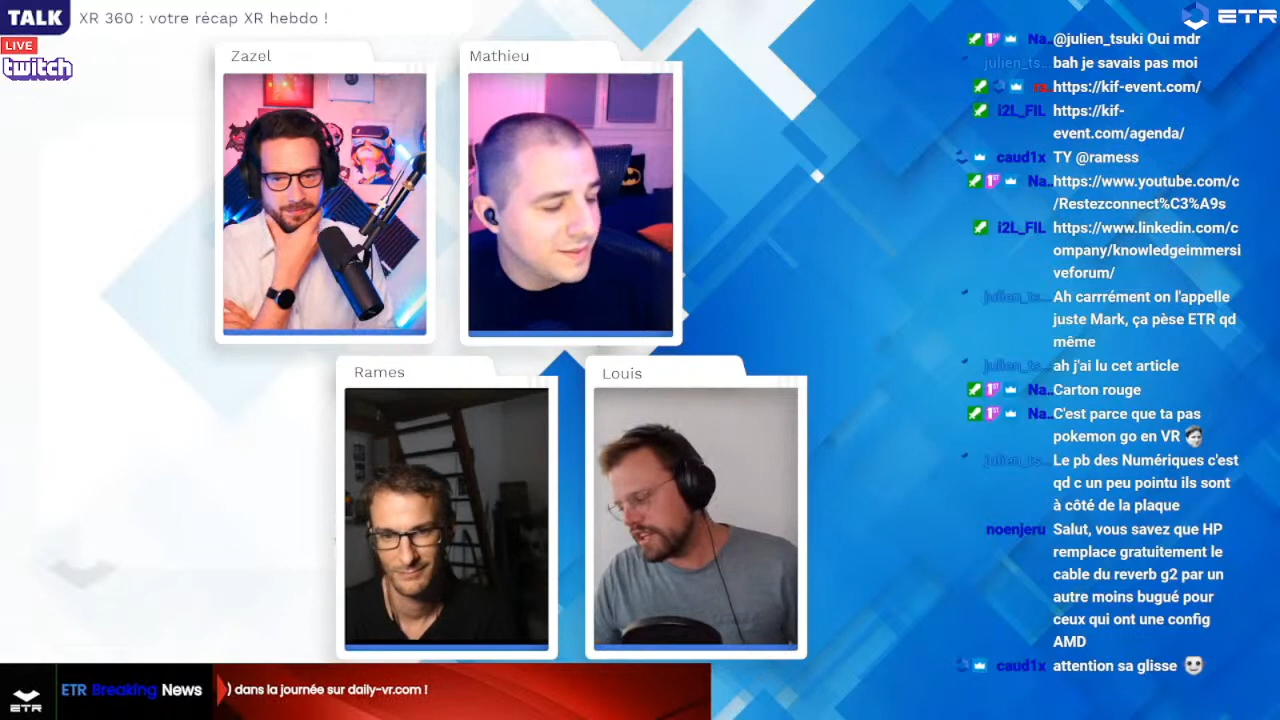 TALK
XR 360 : votre récap XR hebdo !
LIVE
twitch
ETR
Zazel
Mathieu
Rames
Louis
Na.. @julien_tsuki Oui mdr
julien_ts... bah je savais pas moi
https://kif-event.com/
i2L_FIL https://kif-
event.com/agenda/
caud1x TY @ramess
Na.. https://www.youtube.com/c
/Restezconnect%C3%A9s
i2L_FIL https://www.linkedin.com/c
ompany/knowledgeimmersi
veforum/
julien_ts... Ah carrrément on l'appelle
juste Mark, ça pèse ETR qd
même
julien_ts... ah j'ai lu cet article
Na.. Carton rouge
Na.. C'est parce que ta pas
pokemon go en VR
julien_ts... Le pb des Numériques c'est
qd c un peu pointu ils sont
à côté de la plaque
noenjeru Salut, vous savez que HP
remplace gratuitement le
cable du reverb g2 par un
autre moins bugué pour
ceux qui ont une config
AMD
caud1x attention sa glisse
ETR
ETR Breaking News
) dans la journée sur daily-vr.com !